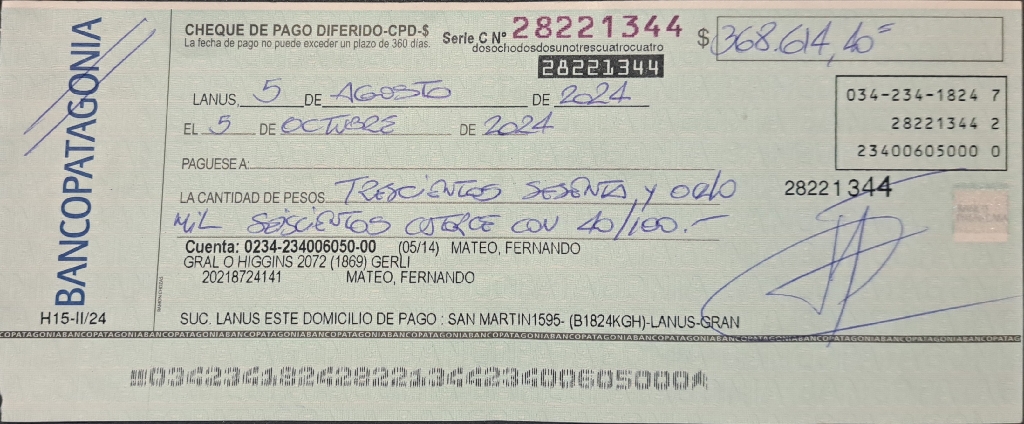 BANCOPATAGONIA
CHEQUE DE PAGO DIFERIDO-CPD-$
La fecha de pago no puede exceder un plazo de 360 días.
Serie C Nº 28221344
dosochodosdosunotrescuatrocuatro
28221344
$ 368.614,40=
034-234-1824 7
28221344 2
23400605000 0
LANUS, 5 DE AGOSTO DE 2024
EL 5 DE OCTUBRE DE 2024
PAGUESE A:
LA CANTIDAD DE PESOS TRESCIENTOS SESENTA y OCHO
28221344
MIL SEISCIENTOS CATORCE CON 40/100.-
Cuenta: 0234-234006050-00 (05/14) MATEO, FERNANDO
GRAL O HIGGINS 2072 (1869) GERLI
20218724141 MATEO, FERNANDO
H15-II/24
SUC. LANUS ESTE DOMICILIO DE PAGO : SAN MARTIN1595- (B1824KGH)-LANUS-GRAN
BANCOPATAGONIABANCOPATAGONIABANCOPATAGONIABANCOPATAGONIABANCOPATAGONIABANCOPATAGONIA
03423418242822134423400605000